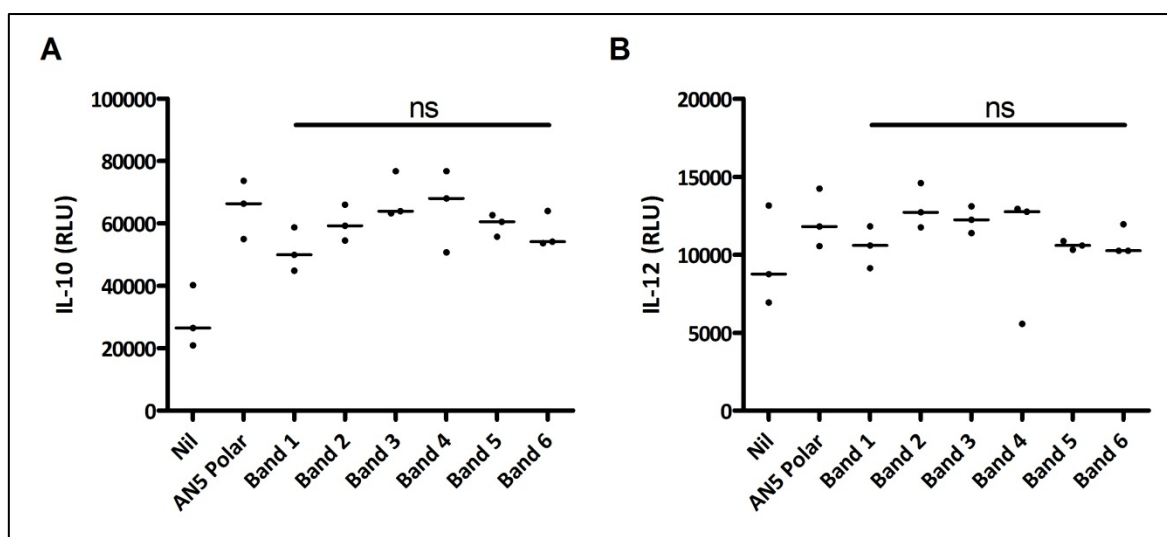 A
ns
100000
80000
60000
40000
20000
0
IL-10 (RLU)
Nil
AN5 Polar
Band 1
Band 2
Band 3
Band 4
Band 5
Band 6
B
ns
20000
15000
10000
5000
0
IL-12 (RLU)
Nil
AN5 Polar
Band 1
Band 2
Band 3
Band 4
Band 5
Band 6